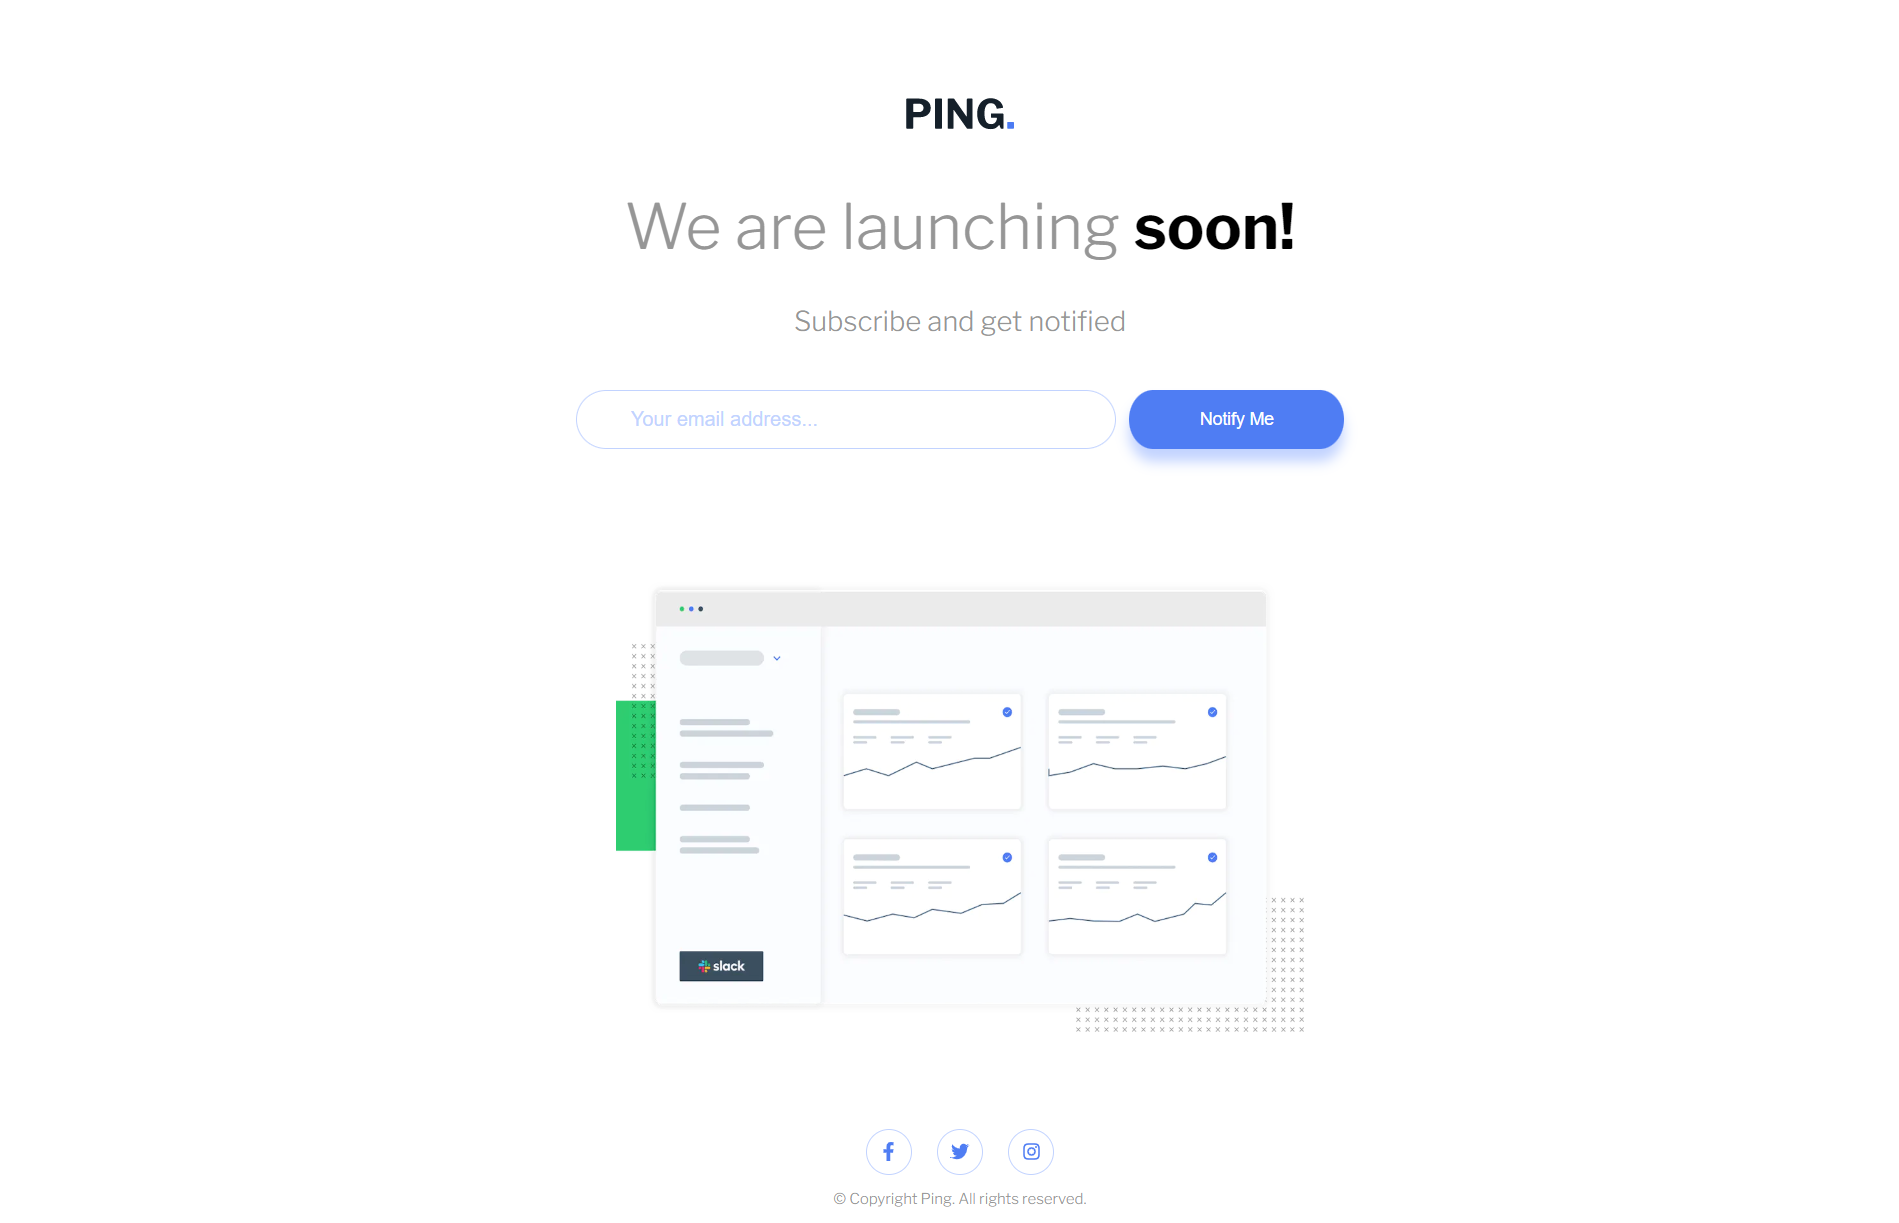 PING.
We are launching soon!
Subscribe and get notified
Your email address...
Notify Me
slack
© Copyright Ping. All rights reserved.